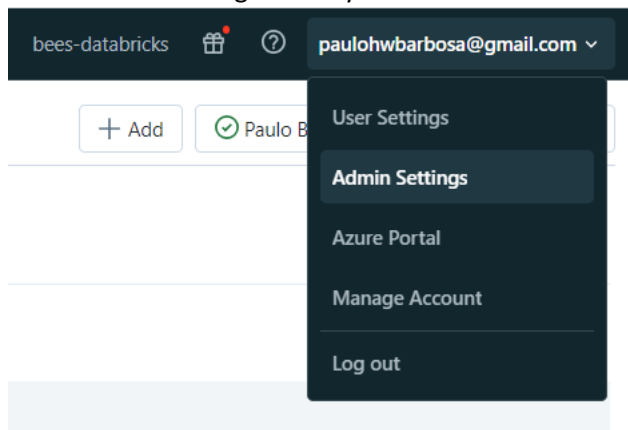 bees-databricks paulohwbarbosa@gmail.com
+ Add Paulo B
User Settings
Admin Settings
Azure Portal
Manage Account
Log out